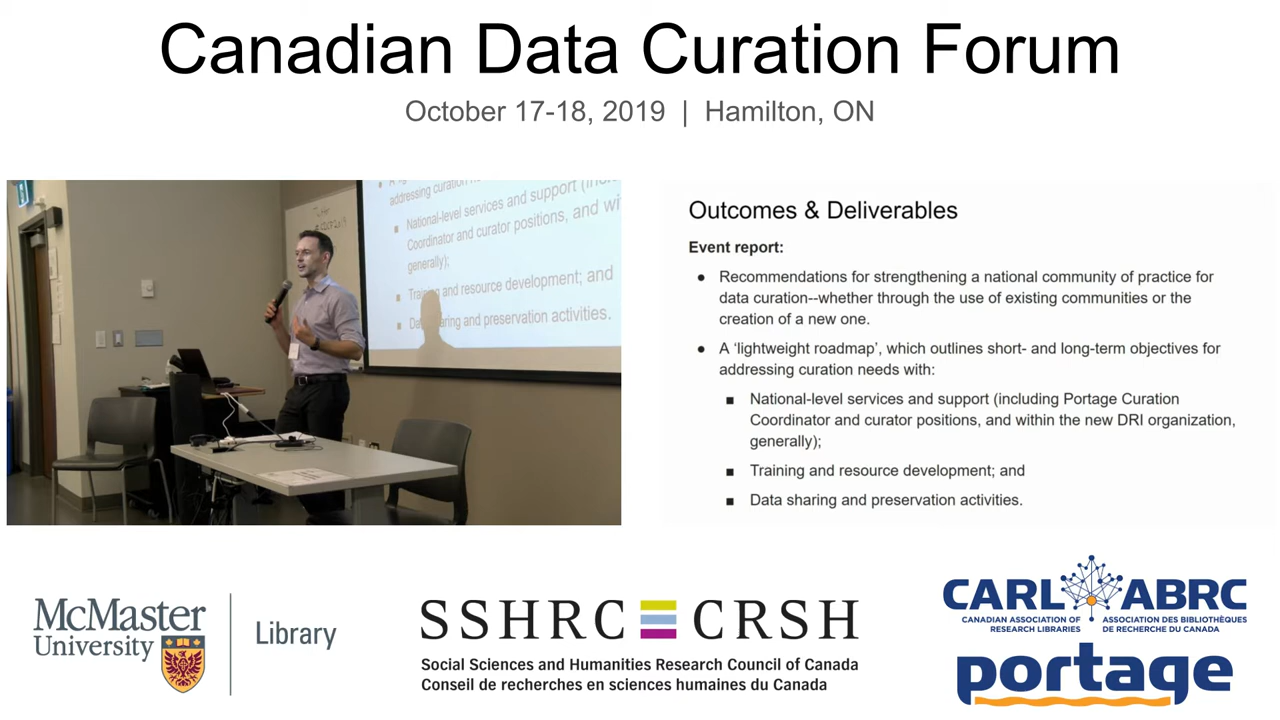 Canadian Data Curation Forum
October 17-18, 2019 | Hamilton, ON
addressing curation
National-level services and support (incl
Coordinator and curator positions, and wi
generally);
Training and resource development; and
Data sharing and preservation activities.
Outcomes & Deliverables
Event report:
● Recommendations for strengthening a national community of practice for
data curation--whether through the use of existing communities or the
creation of a new one.
● A ‘lightweight roadmap’, which outlines short- and long-term objectives for
addressing curation needs with:
■ National-level services and support (including Portage Curation
Coordinator and curator positions, and within the new DRI organization,
generally);
■ Training and resource development; and
■ Data sharing and preservation activities.
McMaster
University
Library
SSHRC CRSH
Social Sciences and Humanities Research Council of Canada
Conseil de recherches en sciences humaines du Canada
CARL ABRC
CANADIAN ASSOCIATION OF
RESEARCH LIBRARIES
ASSOCIATION DES BIBLIOTHÈQUES
DE RECHERCHE DU CANADA
portage